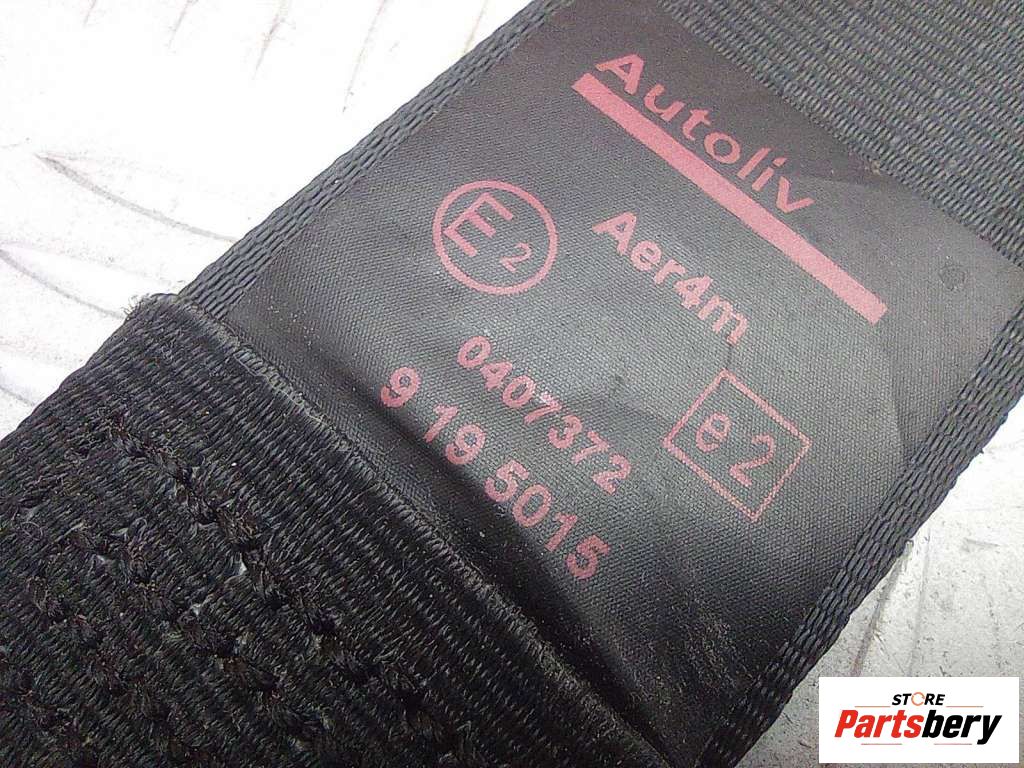 Autoliv
E2
Aer4m
0407372
9 19 5015
e2
STORE
Partsbery